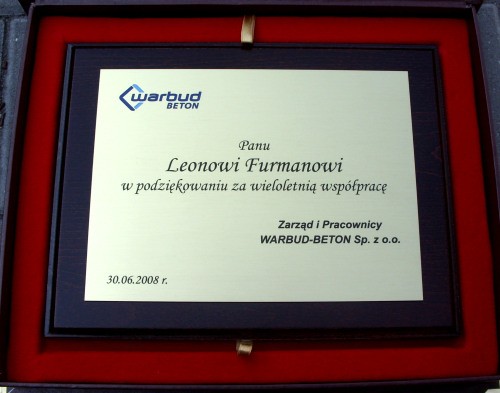 warbud
BETON
Panu
Leonowi Furmanowi
w podziękowaniu za wieloletnią współpracę
Zarząd i Pracownicy
WARBUD-BETON Sp. z o.o.
30.06.2008 r.